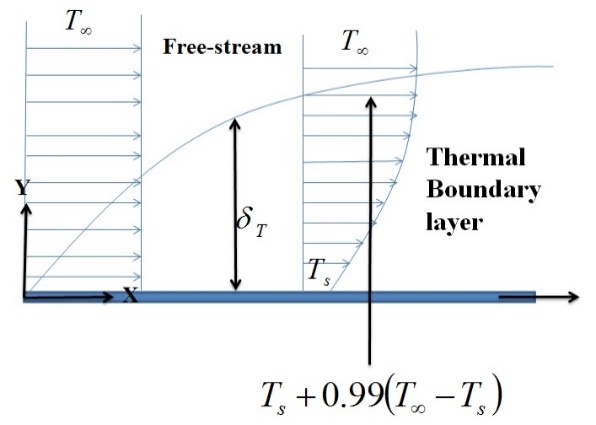 T∞
Free-stream
T∞
Thermal
Boundary
layer
Y
δT
Ts
X
Ts + 0.99(T∞ − Ts)